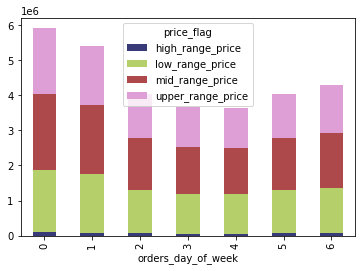 1e6
price_flag
high_range_price
low_range_price
mid_range_price
upper_range_price
6
5
4
3
2
1
0
0 1 2 3 4 5 6
orders_day_of_week